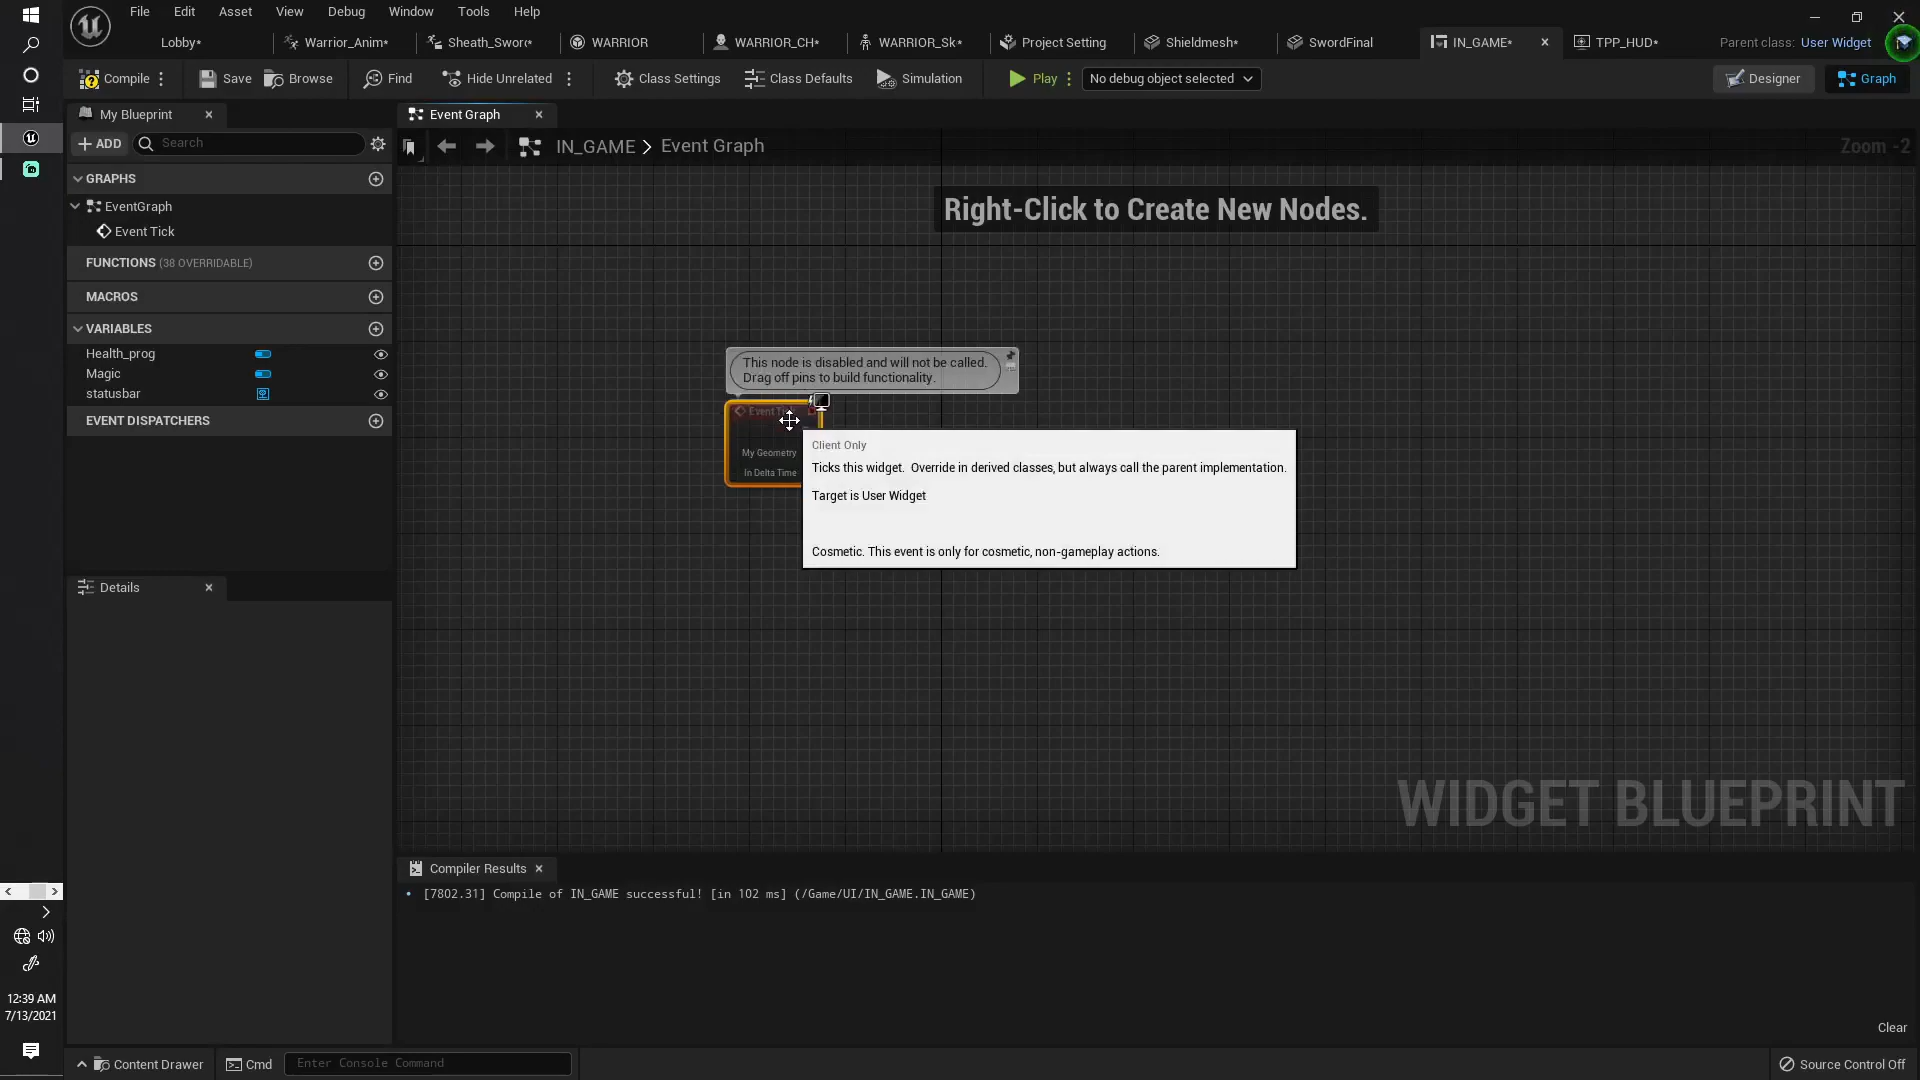 File Edit Asset View Debug Window Tools Help
Lobby* Warrior_Anim* Sheath_Swor(* WARRIOR WARRIOR_CH* WARRIOR_Sk* Project Setting Shieldmesh* SwordFinal IN_GAME* TPP_HUD* Parent class: User Widget
Compile Save Browse Find Hide Unrelated Class Settings Class Defaults Simulation Play No debug object selected Designer Graph
My Blueprint
Event Graph
ADD Search
IN_GAME > Event Graph
Zoom -2
GRAPHS
EventGraph
Event Tick
FUNCTIONS (38 OVERRIDABLE)
MACROS
VARIABLES
Health_prog
Magic
statusbar
EVENT DISPATCHERS
Details
Right-Click to Create New Nodes.
This node is disabled and will not be called.
Drag off pins to build functionality.
My Geometry
In Delta Time
Client Only
Ticks this widget. Override in derived classes, but always call the parent implementation.
Target is User Widget
Cosmetic. This event is only for cosmetic, non-gameplay actions.
WIDGET BLUEPRINT
Compiler Results
• [7802.31] Compile of IN_GAME successful! [in 102 ms] (/Game/UI/IN_GAME.IN_GAME)
Clear
12:39 AM
7/13/2021
Content Drawer Cmd Enter Console Command Source Control Off